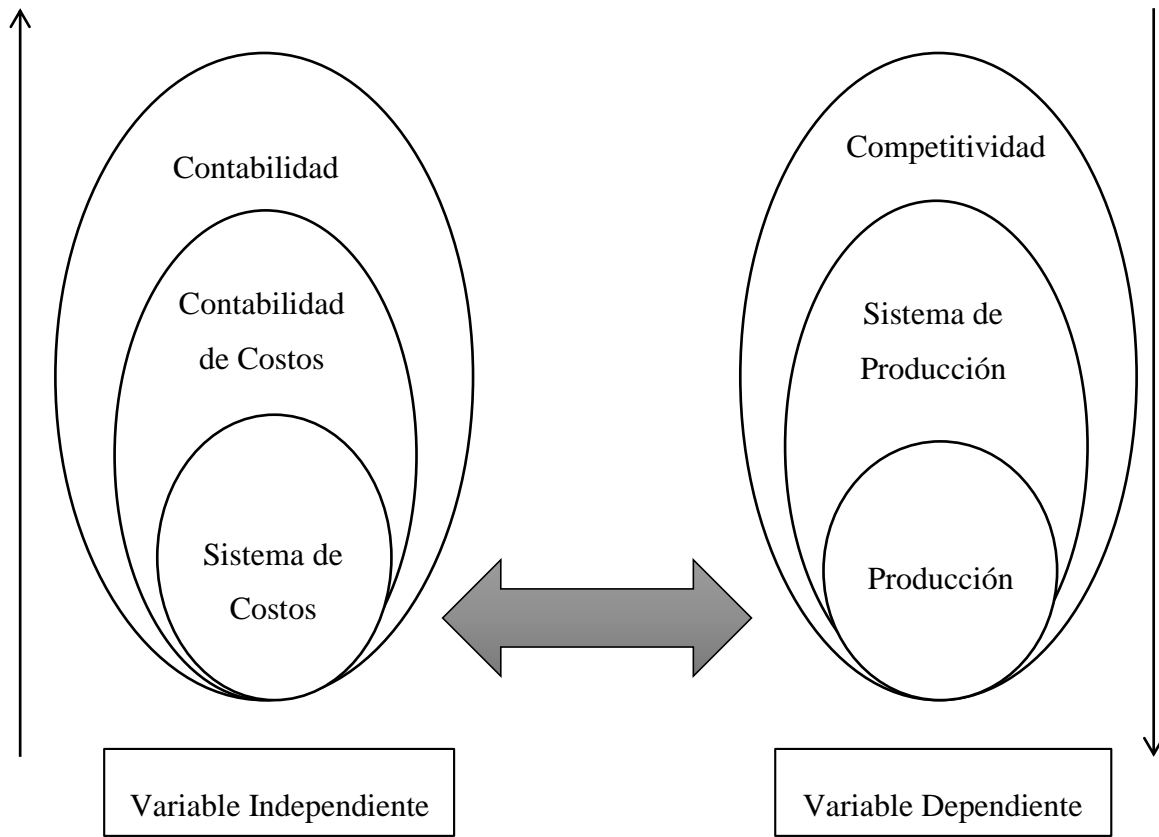 Contabilidad
Contabilidad
de Costos
Sistema de
Costos
Variable Independiente
Competitividad
Sistema de
Producción
Producción
Variable Dependiente